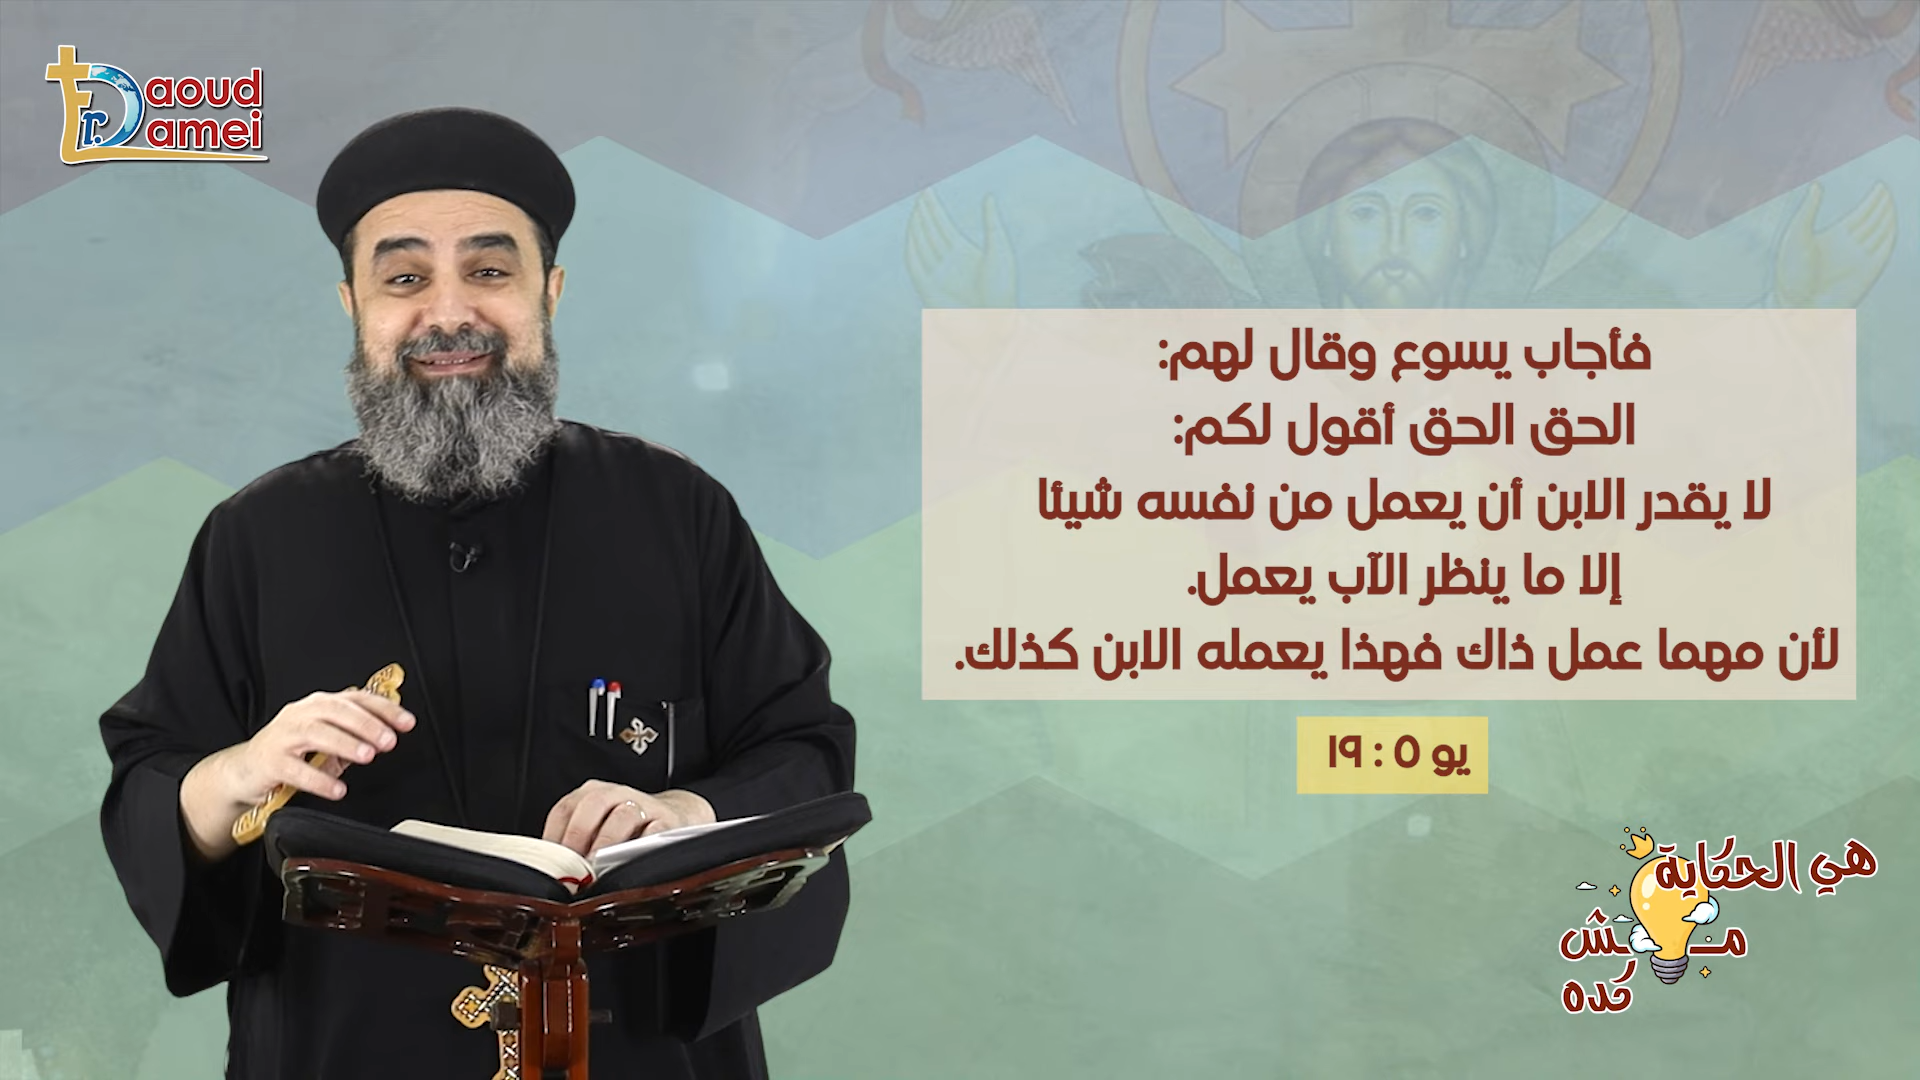 Fr. Daoud
Lamei
فأجاب يسوع وقال لهم:
الحق الحق أقول لكم:
لا يقدر الابن أن يعمل من نفسه شيئا
إلا ما ينظر الآب يعمل.
لأن مهما عمل ذاك فهذا يعمله الابن كذلك.
يو ٥ : ١٩
هي الحكاية
مش
كده